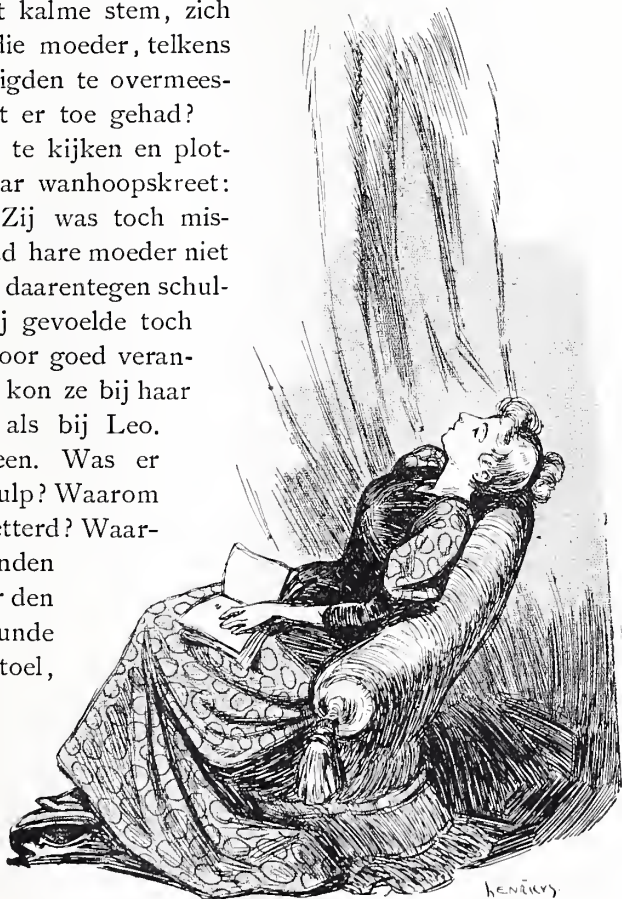 t kalme stem, zich
die moeder, telkens
igden te overmees-
t er toe gehad?
te kijken en plot-
ar wanhoopskreet:
Zij was toch mis-
d hare moeder niet
daarentegen schul-
j gevoelde toch
oor goed veran-
kon ze bij haar
als bij Leo.
een. Was er
ulp? Waarom
etterd? Waar-
nden
r den
unde
toel,